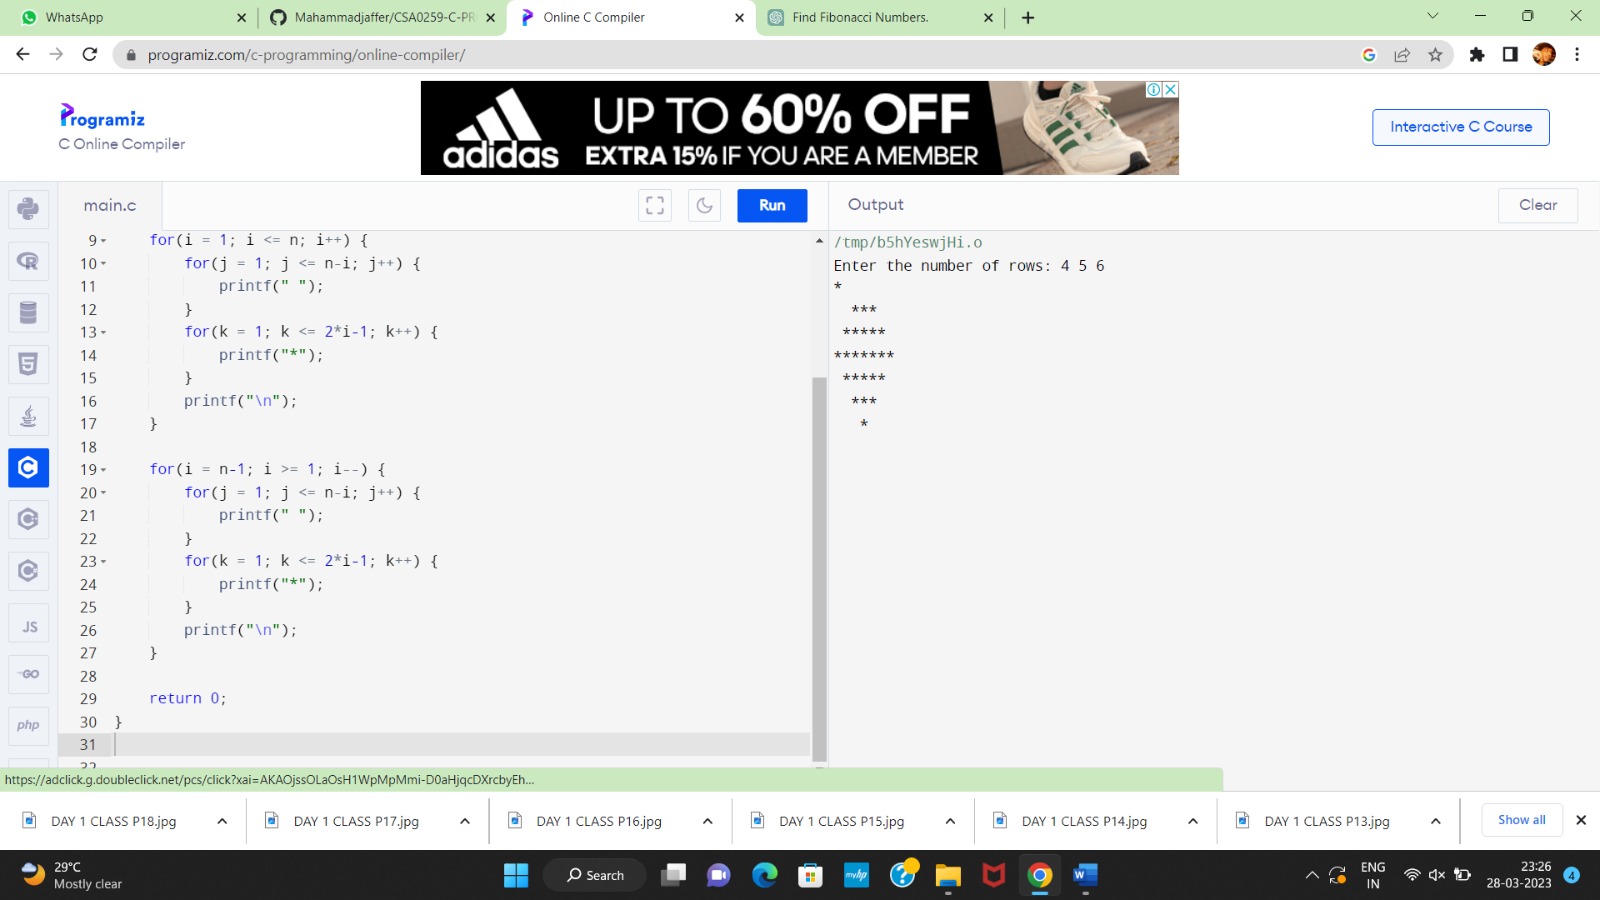 WhatsApp
Mahammadjaffer/CSA0259-C-PR
Online C Compiler
Find Fibonacci Numbers.
programiz.com/c-programming/online-compiler/
Programiz
C Online Compiler
adidas
UP TO 60% OFF
EXTRA 15% IF YOU ARE A MEMBER
Interactive C Course
main.c
Run
Output
Clear
9 for(i = 1; i <= n; i++) {
10 for(j = 1; j <= n-i; j++) {
11 printf(" ");
12 }
13 for(k = 1; k <= 2*i-1; k++) {
14 printf("*");
15 }
16 printf("\n");
17 }
18
19 for(i = n-1; i >= 1; i--) {
20 for(j = 1; j <= n-i; j++) {
21 printf(" ");
22 }
23 for(k = 1; k <= 2*i-1; k++) {
24 printf("*");
25 }
26 printf("\n");
27 }
28
29 return 0;
30 }
31
32
/tmp/b5hYeswjHi.o
Enter the number of rows: 4 5 6
*
***
*****
*******
*****
***
*
JS
GO
php
https://adclick.g.doubleclick.net/pcs/click?xai=AKAOjssOLaOsH1WpMpMmi-D0aHjqcDXrcbyEh...
DAY 1 CLASS P18.jpg
DAY 1 CLASS P17.jpg
DAY 1 CLASS P16.jpg
DAY 1 CLASS P15.jpg
DAY 1 CLASS P14.jpg
DAY 1 CLASS P13.jpg
Show all
29°C
Mostly clear
Search
myhp
ENG
IN
23:26
28-03-2023
4